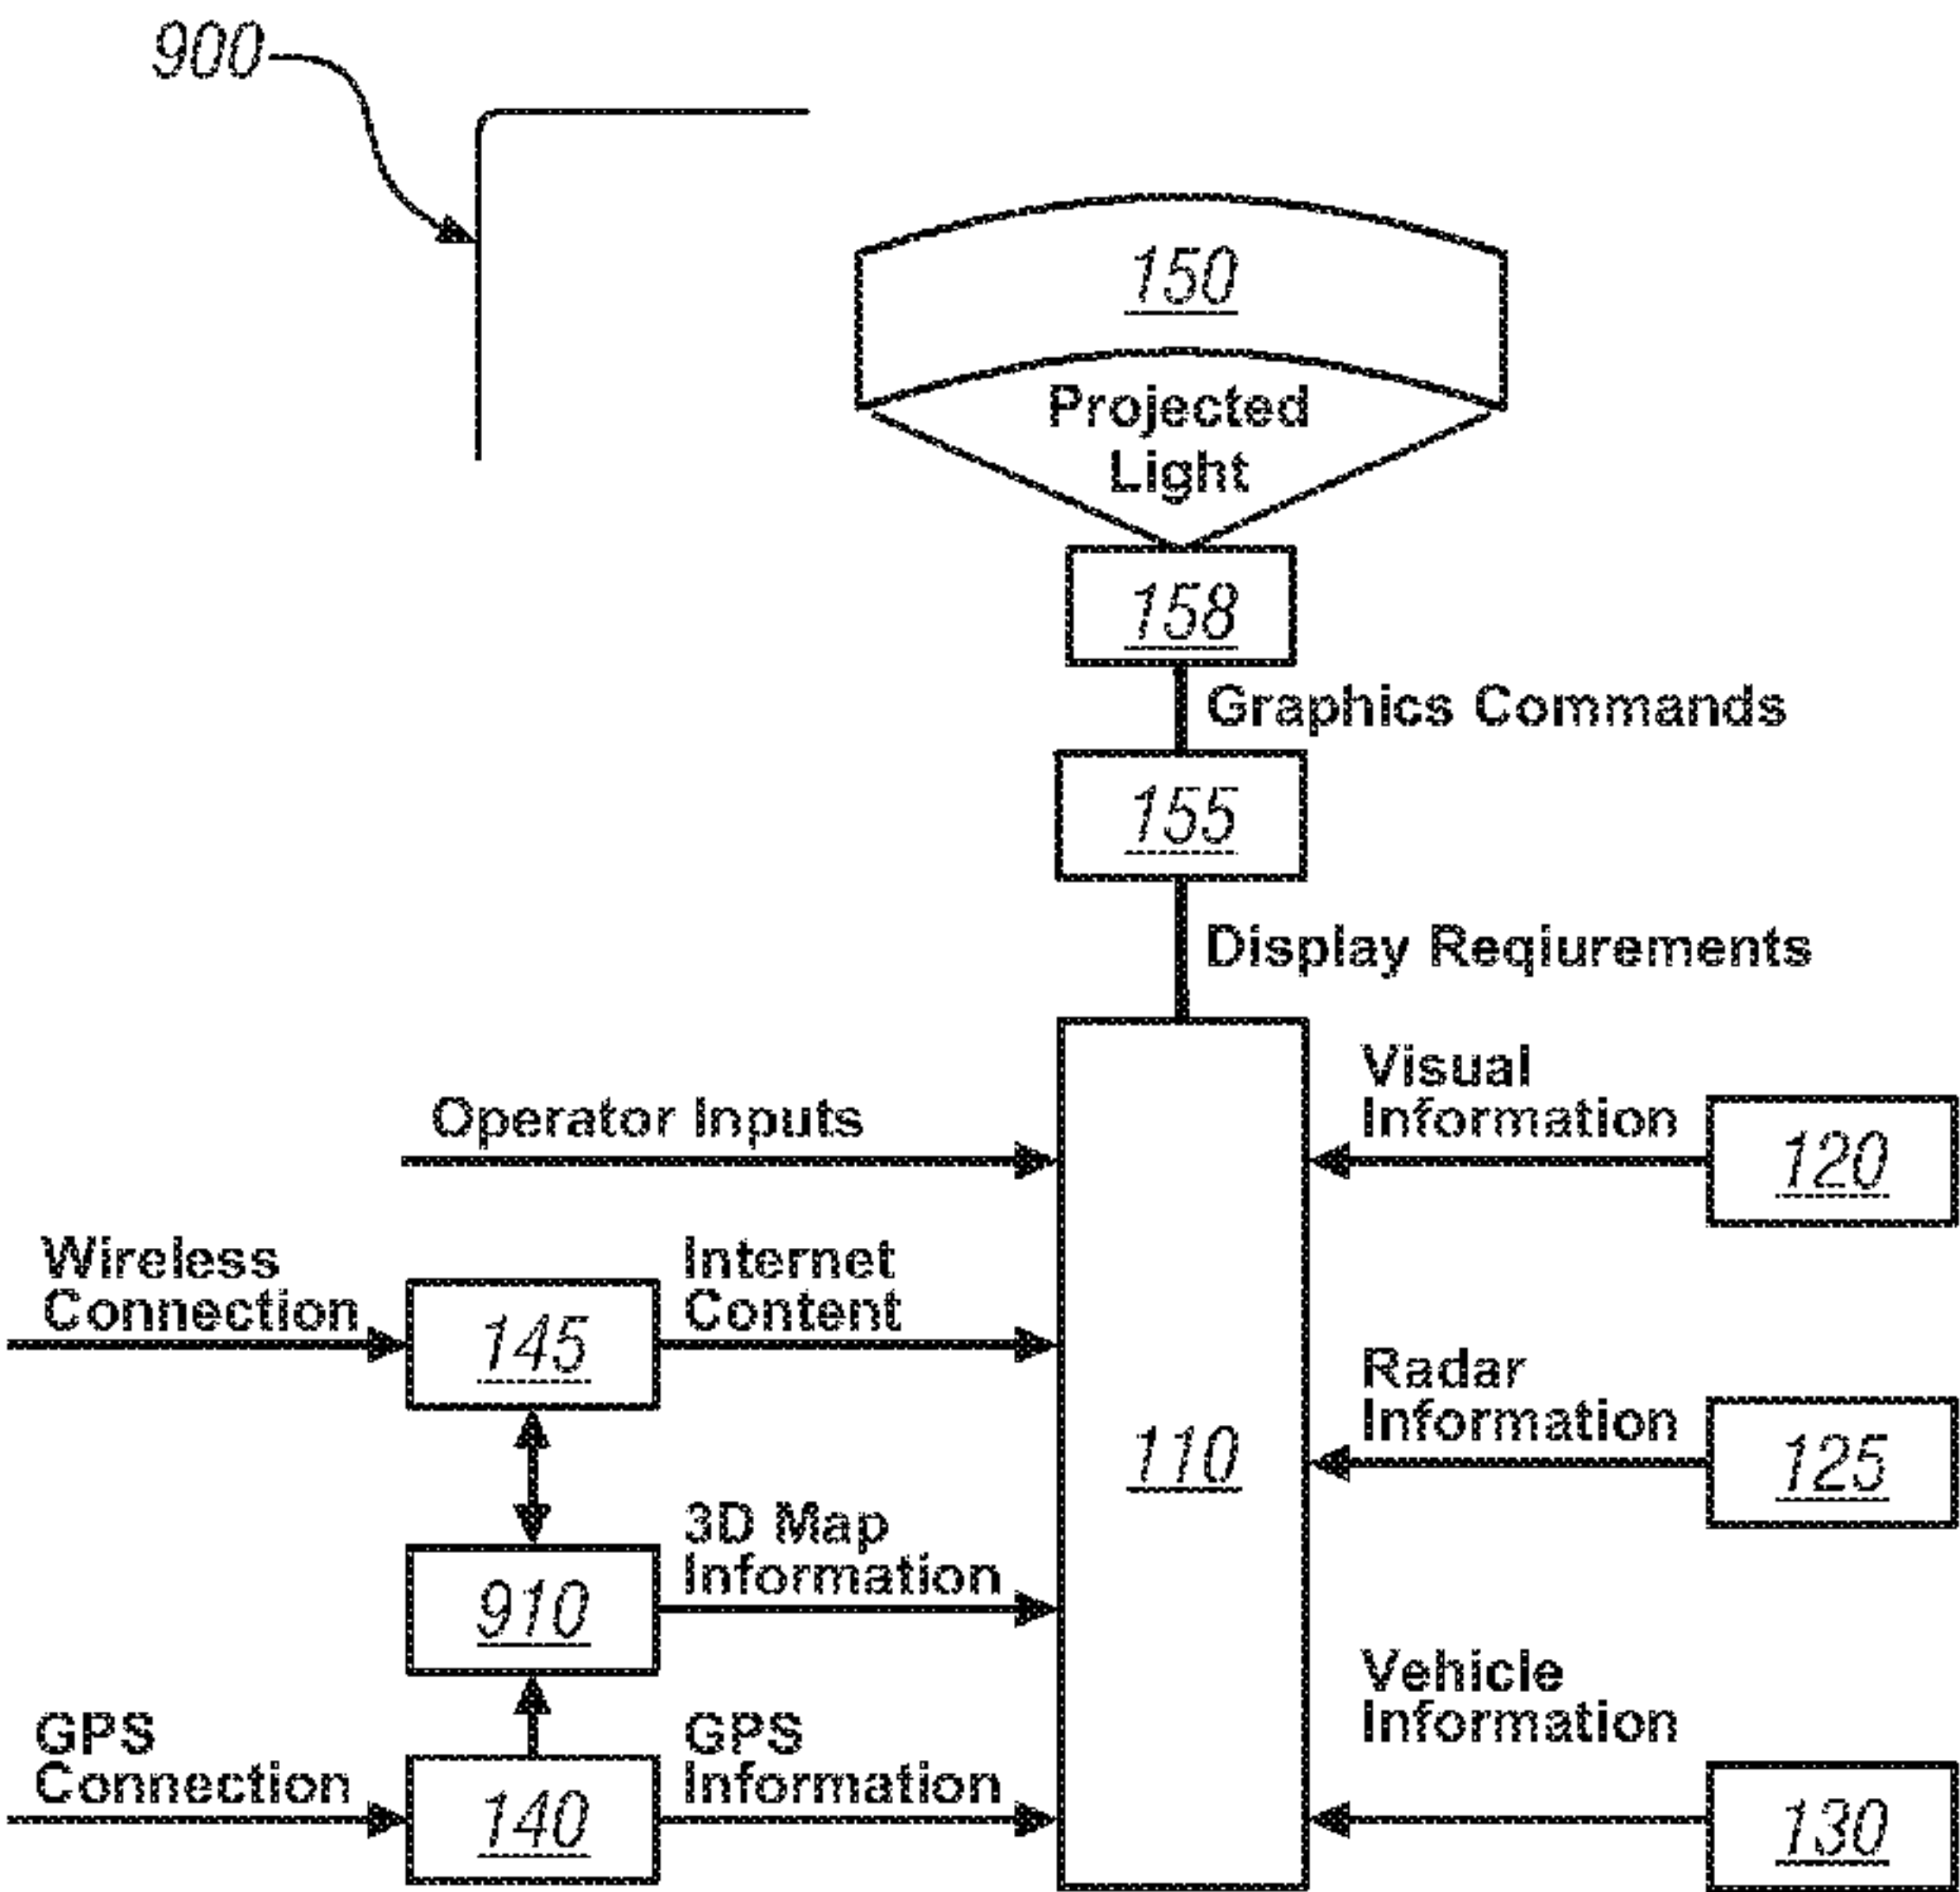 900
150
Projected
Light
158
Graphics Commands
155
Display Reqiurements
Operator Inputs
Visual
Information
120
Wireless
Connection
145
Internet
Content
110
Radar
Information
125
910
3D Map
Information
Vehicle
Information
130
GPS
Connection
140
GPS
Information